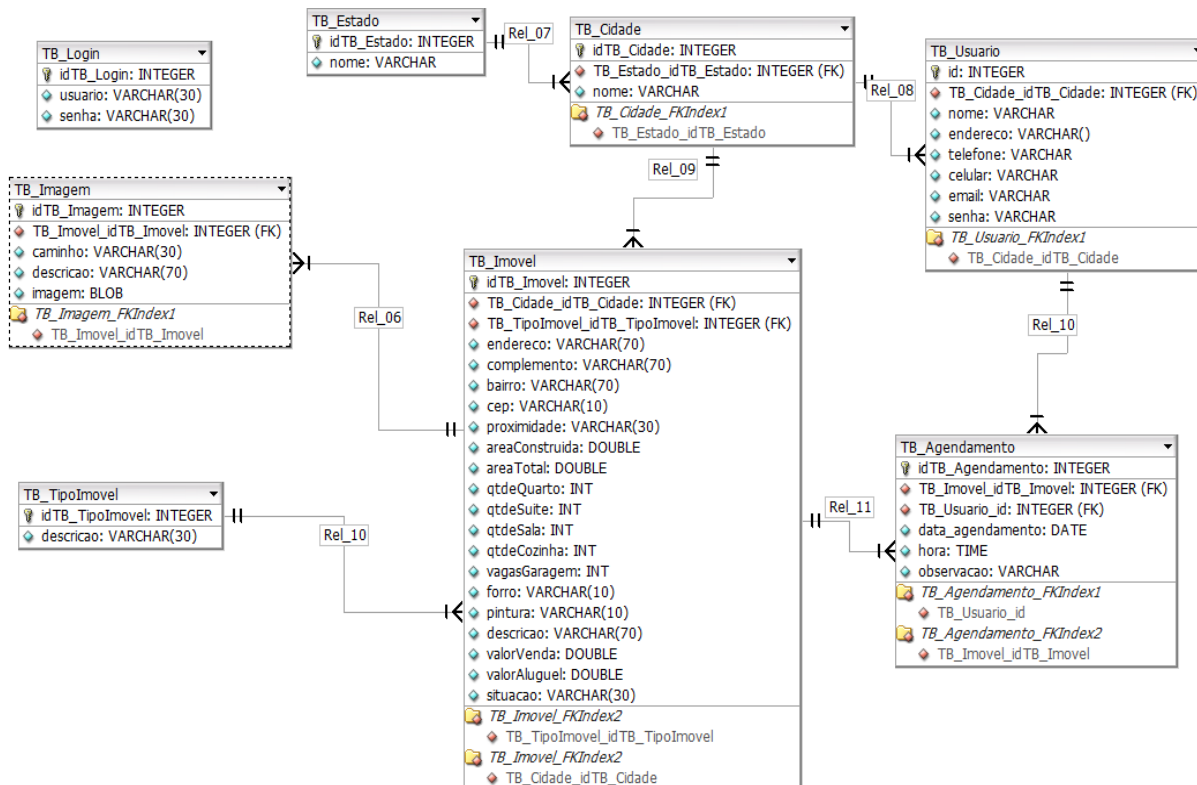 TB_Login
idTB_Login: INTEGER
usuario: VARCHAR(30)
senha: VARCHAR(30)
TB_Estado
idTB_Estado: INTEGER
nome: VARCHAR
Rel_07
TB_Cidade
idTB_Cidade: INTEGER
TB_Estado_idTB_Estado: INTEGER (FK)
nome: VARCHAR
TB_Cidade_FKIndex1
TB_Estado_idTB_Estado
Rel_08
TB_Usuario
id: INTEGER
TB_Cidade_idTB_Cidade: INTEGER (FK)
nome: VARCHAR
endereco: VARCHAR()
telefone: VARCHAR
celular: VARCHAR
email: VARCHAR
senha: VARCHAR
TB_Usuario_FKIndex1
TB_Cidade_idTB_Cidade
Rel_09
TB_Imagem
idTB_Imagem: INTEGER
TB_Imovel_idTB_Imovel: INTEGER (FK)
caminho: VARCHAR(30)
descricao: VARCHAR(70)
imagem: BLOB
TB_Imagem_FKIndex1
TB_Imovel_idTB_Imovel
Rel_06
TB_Imovel
idTB_Imovel: INTEGER
TB_Cidade_idTB_Cidade: INTEGER (FK)
TB_TipoImovel_idTB_TipoImovel: INTEGER (FK)
endereco: VARCHAR(70)
complemento: VARCHAR(70)
bairro: VARCHAR(70)
cep: VARCHAR(10)
proximidade: VARCHAR(30)
areaConstruida: DOUBLE
areaTotal: DOUBLE
qtdeQuarto: INT
qtdeSuite: INT
qtdeSala: INT
qtdeCozinha: INT
vagasGaragem: INT
forro: VARCHAR(10)
pintura: VARCHAR(10)
descricao: VARCHAR(70)
valorVenda: DOUBLE
valorAluguel: DOUBLE
situacao: VARCHAR(30)
TB_Imovel_FKIndex2
TB_TipoImovel_idTB_TipoImovel
TB_Imovel_FKIndex2
TB_Cidade_idTB_Cidade
Rel_10
TB_TipoImovel
idTB_TipoImovel: INTEGER
descricao: VARCHAR(30)
Rel_10
Rel_11
TB_Agendamento
idTB_Agendamento: INTEGER
TB_Imovel_idTB_Imovel: INTEGER (FK)
TB_Usuario_id: INTEGER (FK)
data_agendamento: DATE
hora: TIME
observacao: VARCHAR
TB_Agendamento_FKIndex1
TB_Usuario_id
TB_Agendamento_FKIndex2
TB_Imovel_idTB_Imovel